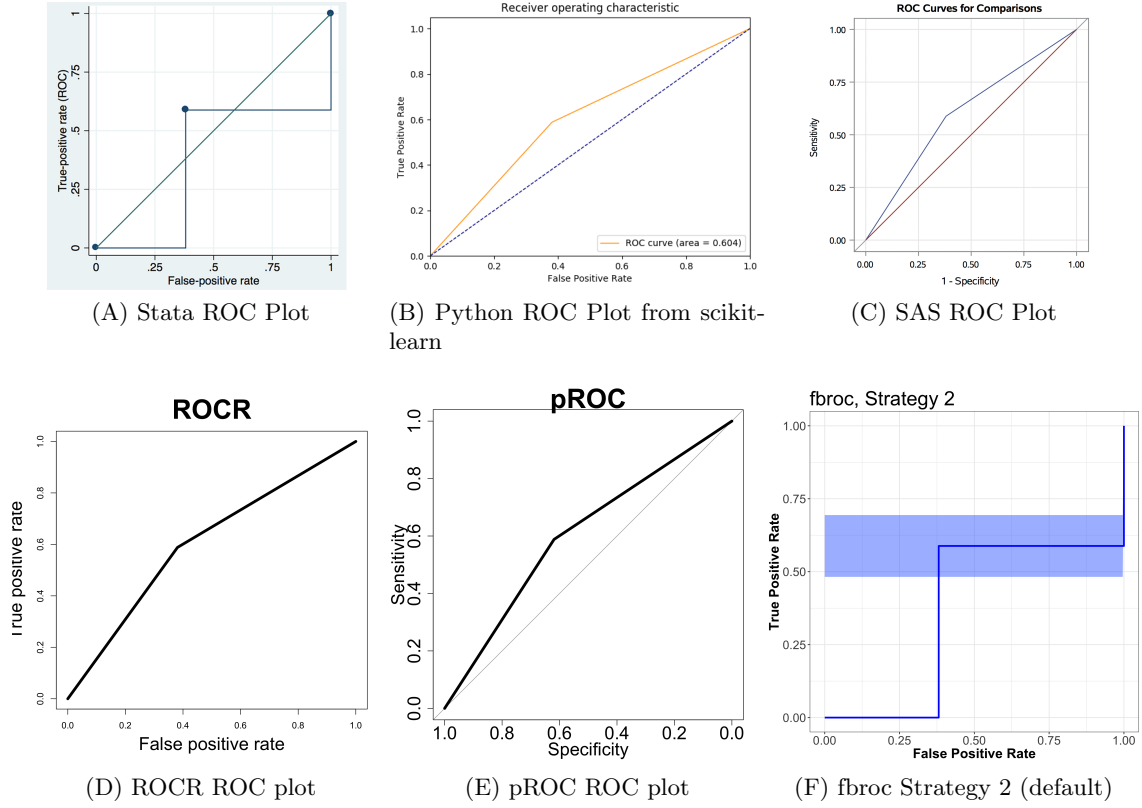 True-positive rate (ROC)
1
.75
.5
.25
0
0
.25
.5
.75
1
False-positive rate
(A) Stata ROC Plot
Receiver operating characteristic
True Positive Rate
1.0
0.8
0.6
0.4
0.2
0.0
ROC curve (area = 0.604)
0.0
0.2
0.4
0.6
0.8
1.0
False Positive Rate
(B) Python ROC Plot from scikit-
learn
ROC Curves for Comparisons
Sensitivity
1.00
0.75
0.50
0.25
0.00
0.00
0.25
0.50
0.75
1.00
1 - Specificity
(C) SAS ROC Plot
ROCR
True positive rate
1.0
0.8
0.6
0.4
0.2
0.0
0.0
0.2
0.4
0.6
0.8
1.0
False positive rate
(D) ROCR ROC plot
pROC
Sensitivity
1.0
0.8
0.6
0.4
0.2
0.0
1.0
0.8
0.6
0.4
0.2
0.0
Specificity
(E) pROC ROC plot
fbroc, Strategy 2
True Positive Rate
1.00
0.75
0.50
0.25
0.00
0.00
0.25
0.50
0.75
1.00
False Positive Rate
(F) fbroc Strategy 2 (default)